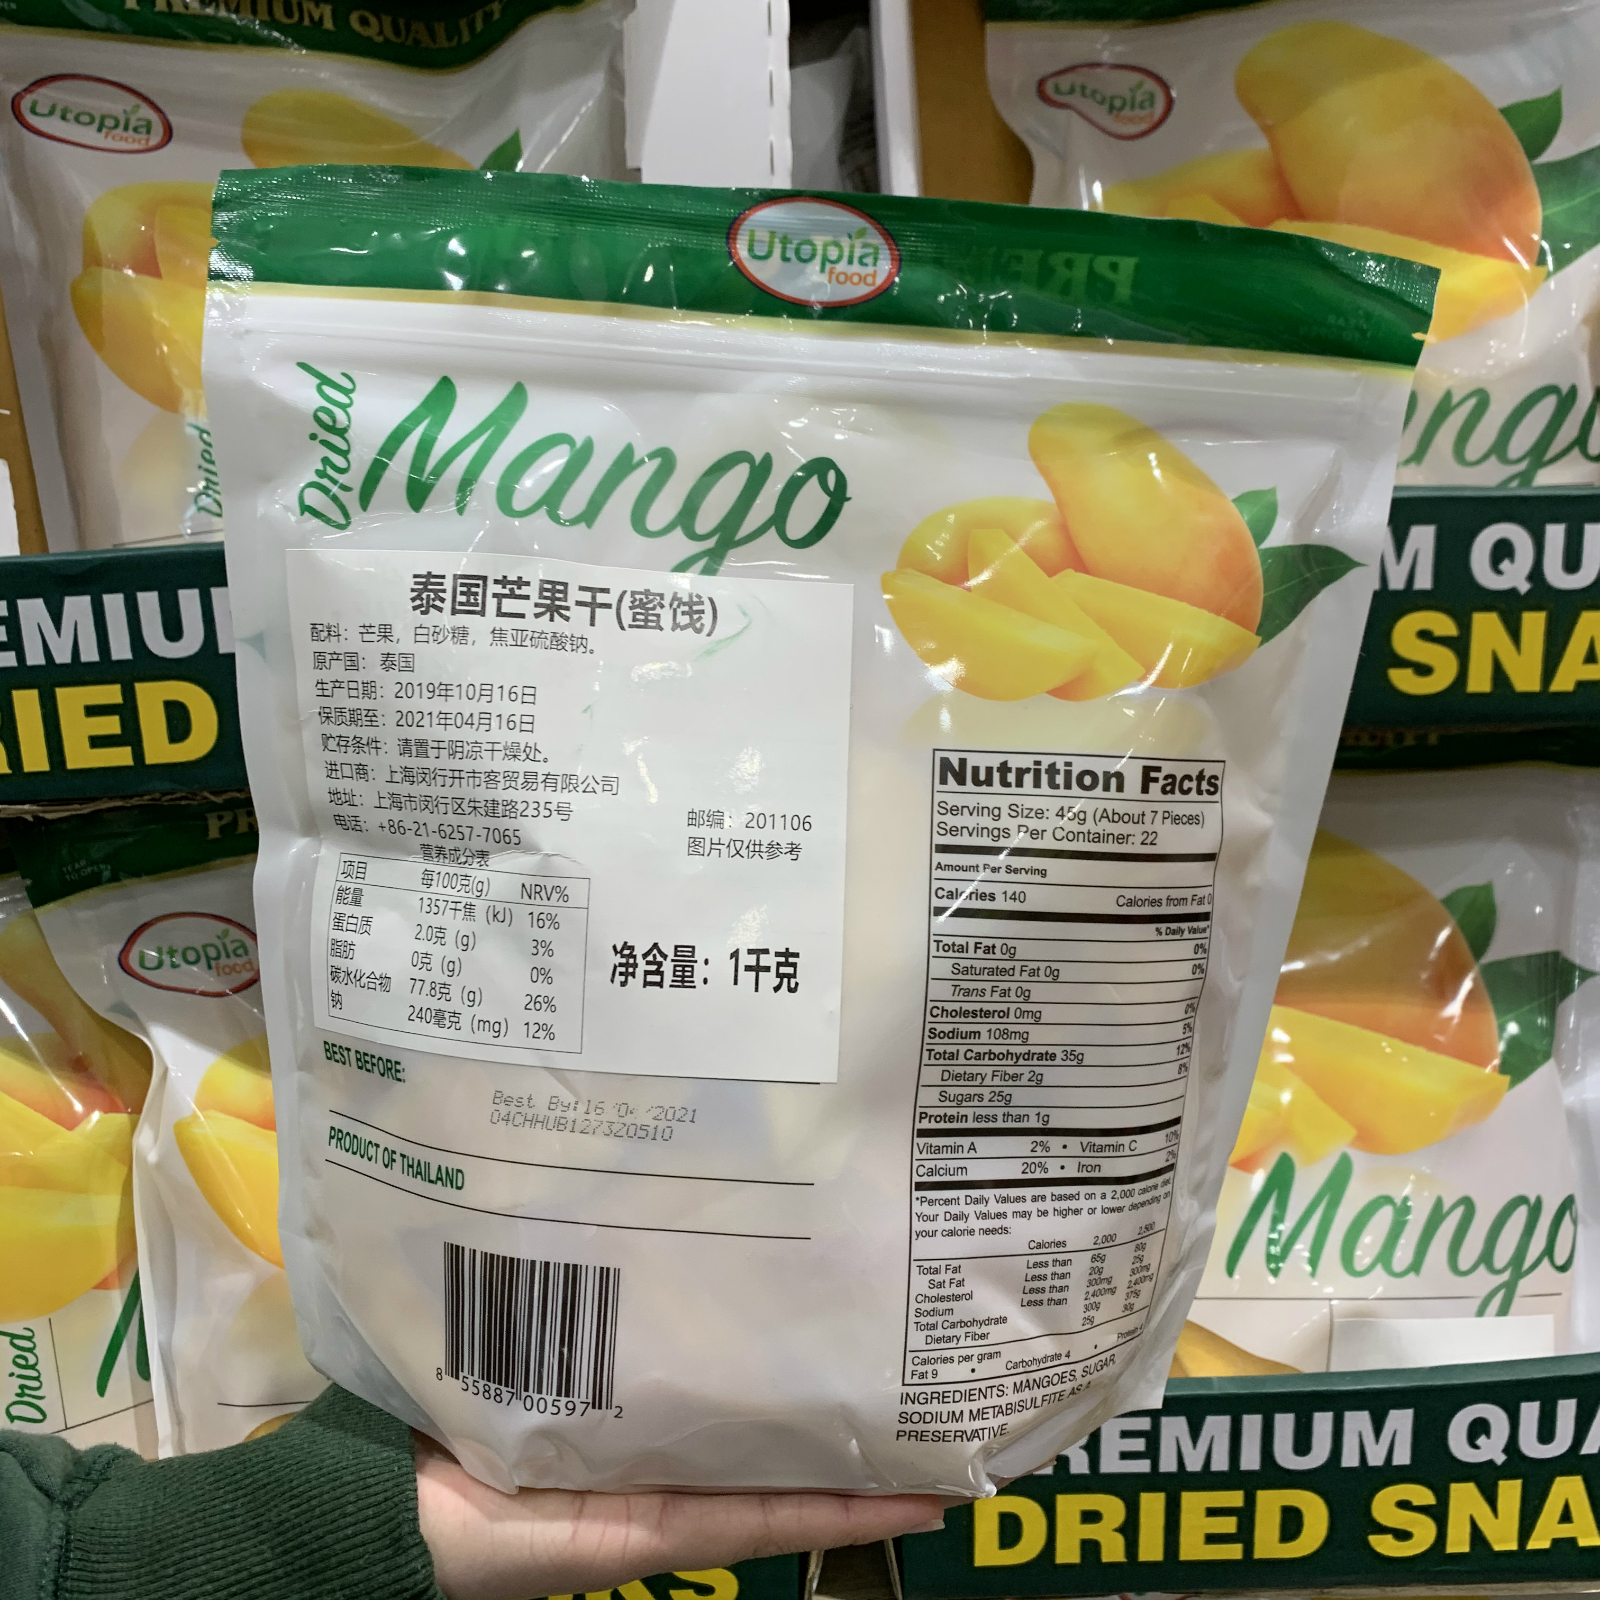 PREMIUM QUALITY
Utopia
food
Utopia
food
Utopia
food
Dried
Mango
泰国芒果干(蜜饯)
配料：芒果，白砂糖，焦亚硫酸钠。
原产国：泰国
生产日期：2019年10月16日
保质期至：2021年04月16日
贮存条件：请置于阴凉干燥处。
进口商：上海闵行开市客贸易有限公司
地址：上海市闵行区朱建路235号
电话：+86-21-6257-7065
邮编：201106
图片仅供参考
营养成分表
项目 每100克(g) NRV%
能量 1357千焦（kJ） 16%
蛋白质 2.0克（g） 3%
脂肪 0克（g） 0%
碳水化合物 77.8克（g） 26%
钠 240毫克（mg） 12%
净含量：1千克
BEST BEFORE:
Best By:16 /2021
04CHHUB127320510
PRODUCT OF THAILAND
8 55887 00597 2
Nutrition Facts
Serving Size: 45g (About 7 Pieces)
Servings Per Container: 22
Amount Per Serving
Calories 140 Calories from Fat 0
% Daily Value*
Total Fat 0g 0%
Saturated Fat 0g 0%
Trans Fat 0g
Cholesterol 0mg 0%
Sodium 108mg 5%
Total Carbohydrate 35g 12%
Dietary Fiber 2g 8%
Sugars 25g
Protein less than 1g
Vitamin A 2% • Vitamin C 10%
Calcium 20% • Iron 2%
*Percent Daily Values are based on a 2,000 calorie diet.
Your Daily Values may be higher or lower depending on
your calorie needs:
Calories 2,000 2,500
Total Fat Less than 65g 80g
Sat Fat Less than 20g 25g
Cholesterol Less than 300mg 300mg
Sodium Less than 2,400mg 2,400mg
Total Carbohydrate 300g 375g
Dietary Fiber 25g 30g
Calories per gram
Fat 9 • Carbohydrate 4 • Protein 4
INGREDIENTS: MANGOES, SUGAR,
SODIUM METABISULFITE AS A
PRESERVATIVE.
Dried
EMIU
RIED
M QU
SNA
Utopia
food
Dried
Mango
REMIUM QUA
DRIED SNA
KS